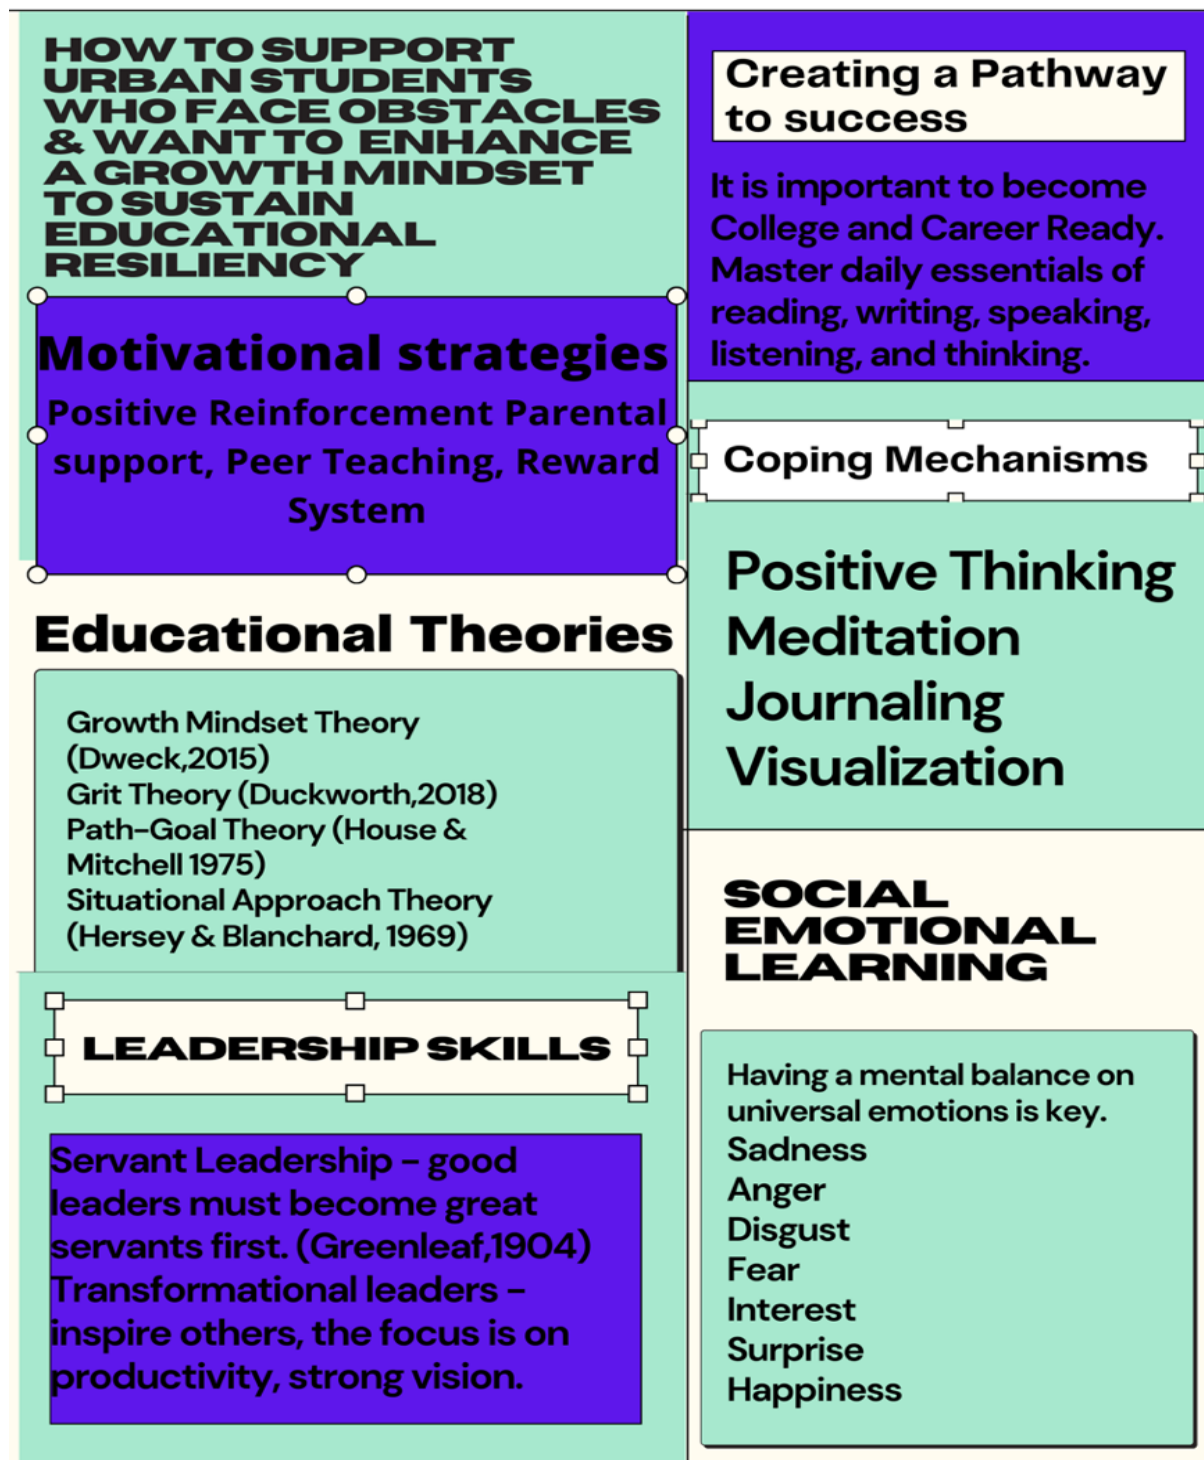 HOW TO SUPPORT
URBAN STUDENTS
WHO FACE OBSTACLES
& WANT TO ENHANCE
A GROWTH MINDSET
TO SUSTAIN
EDUCATIONAL
RESILIENCY
Motivational strategies
Positive Reinforcement Parental
support, Peer Teaching, Reward
System
Educational Theories
Growth Mindset Theory
(Dweck,2015)
Grit Theory (Duckworth,2018)
Path-Goal Theory (House &
Mitchell 1975)
Situational Approach Theory
(Hersey & Blanchard, 1969)
LEADERSHIP SKILLS
Servant Leadership - good
leaders must become great
servants first. (Greenleaf,1904)
Transformational leaders -
inspire others, the focus is on
productivity, strong vision.
Creating a Pathway
to success
It is important to become
College and Career Ready.
Master daily essentials of
reading, writing, speaking,
listening, and thinking.
Coping Mechanisms
Positive Thinking
Meditation
Journaling
Visualization
SOCIAL
EMOTIONAL
LEARNING
Having a mental balance on
universal emotions is key.
Sadness
Anger
Disgust
Fear
Interest
Surprise
Happiness